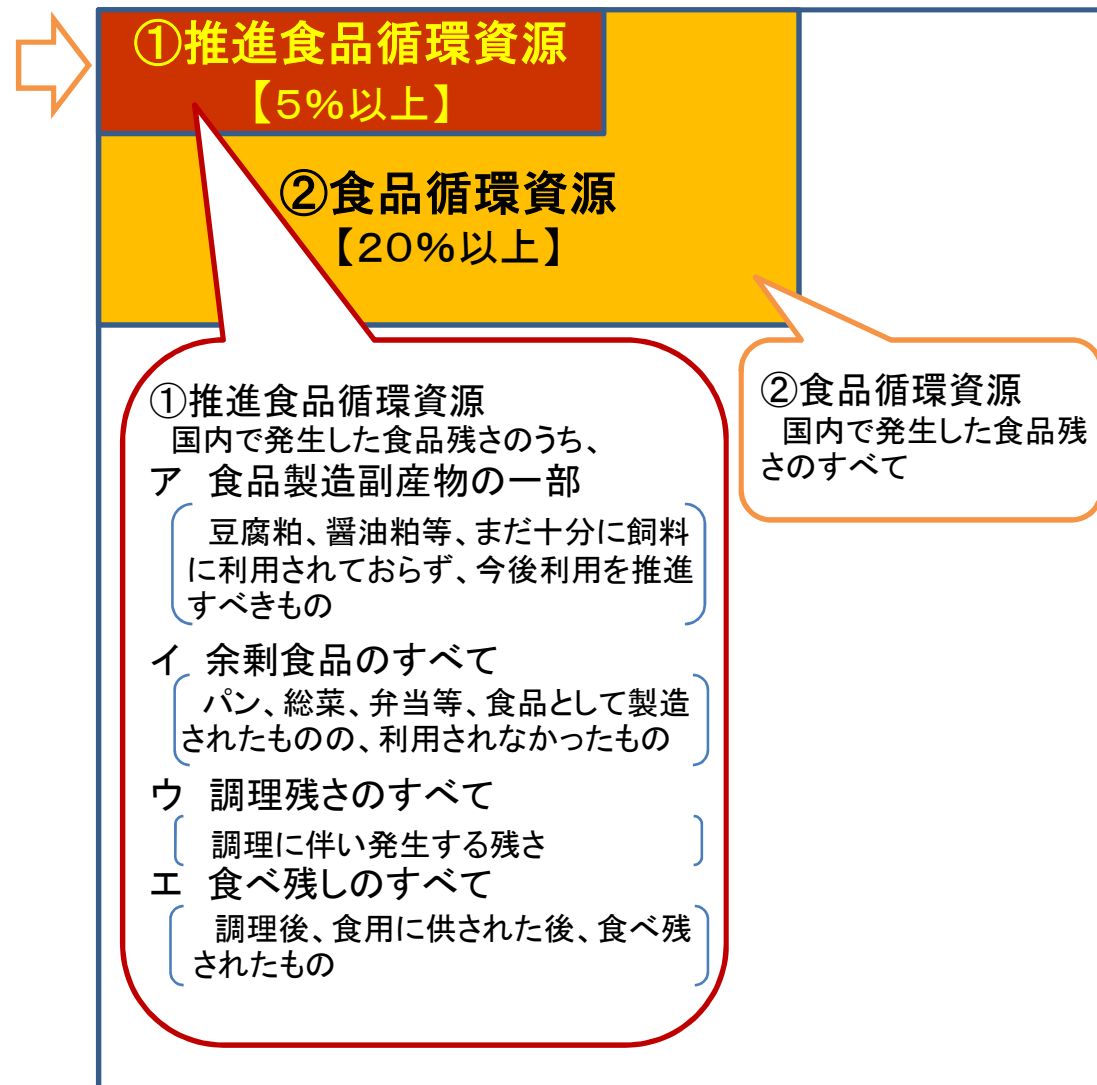 ①推進食品循環資源
【5%以上】
②食品循環資源
【20%以上】
①推進食品循環資源
国内で発生した食品残さのうち、
ア 食品製造副産物の一部
豆腐粕、醤油粕等、まだ十分に飼料
に利用されておらず、今後利用を推進
すべきもの
イ 余剰食品のすべて
パン、総菜、弁当等、食品として製造
されたものの、利用されなかったもの
ウ 調理残さのすべて
調理に伴い発生する残さ
エ 食べ残しのすべて
調理後、食用に供された後、食べ残
されたもの
②食品循環資源
国内で発生した食品残
さのすべて